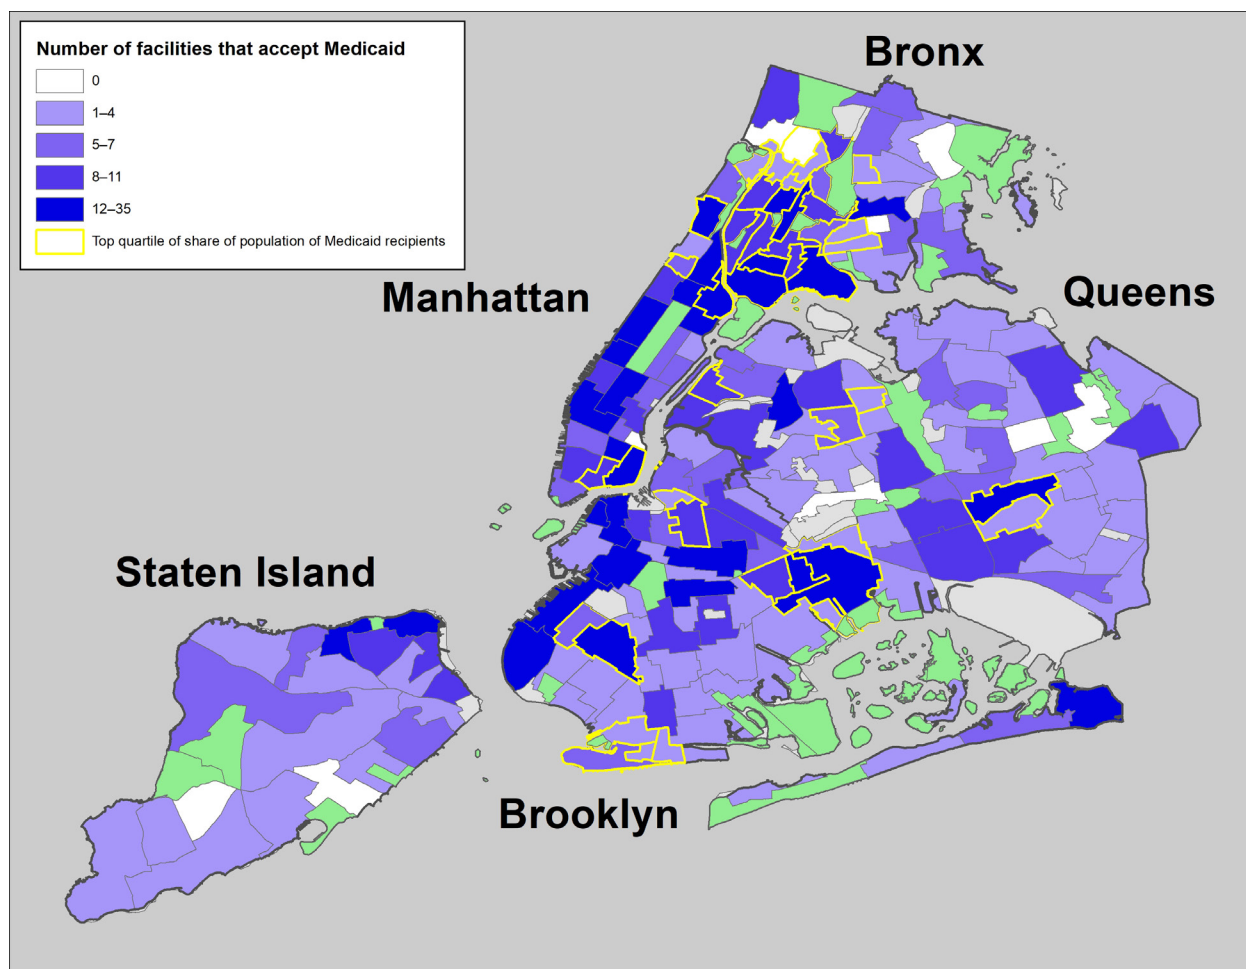 Number of facilities that accept Medicaid
0
1–4
5–7
8–11
12–35
Top quartile of share of population of Medicaid recipients
Bronx
Manhattan
Queens
Staten Island
Brooklyn